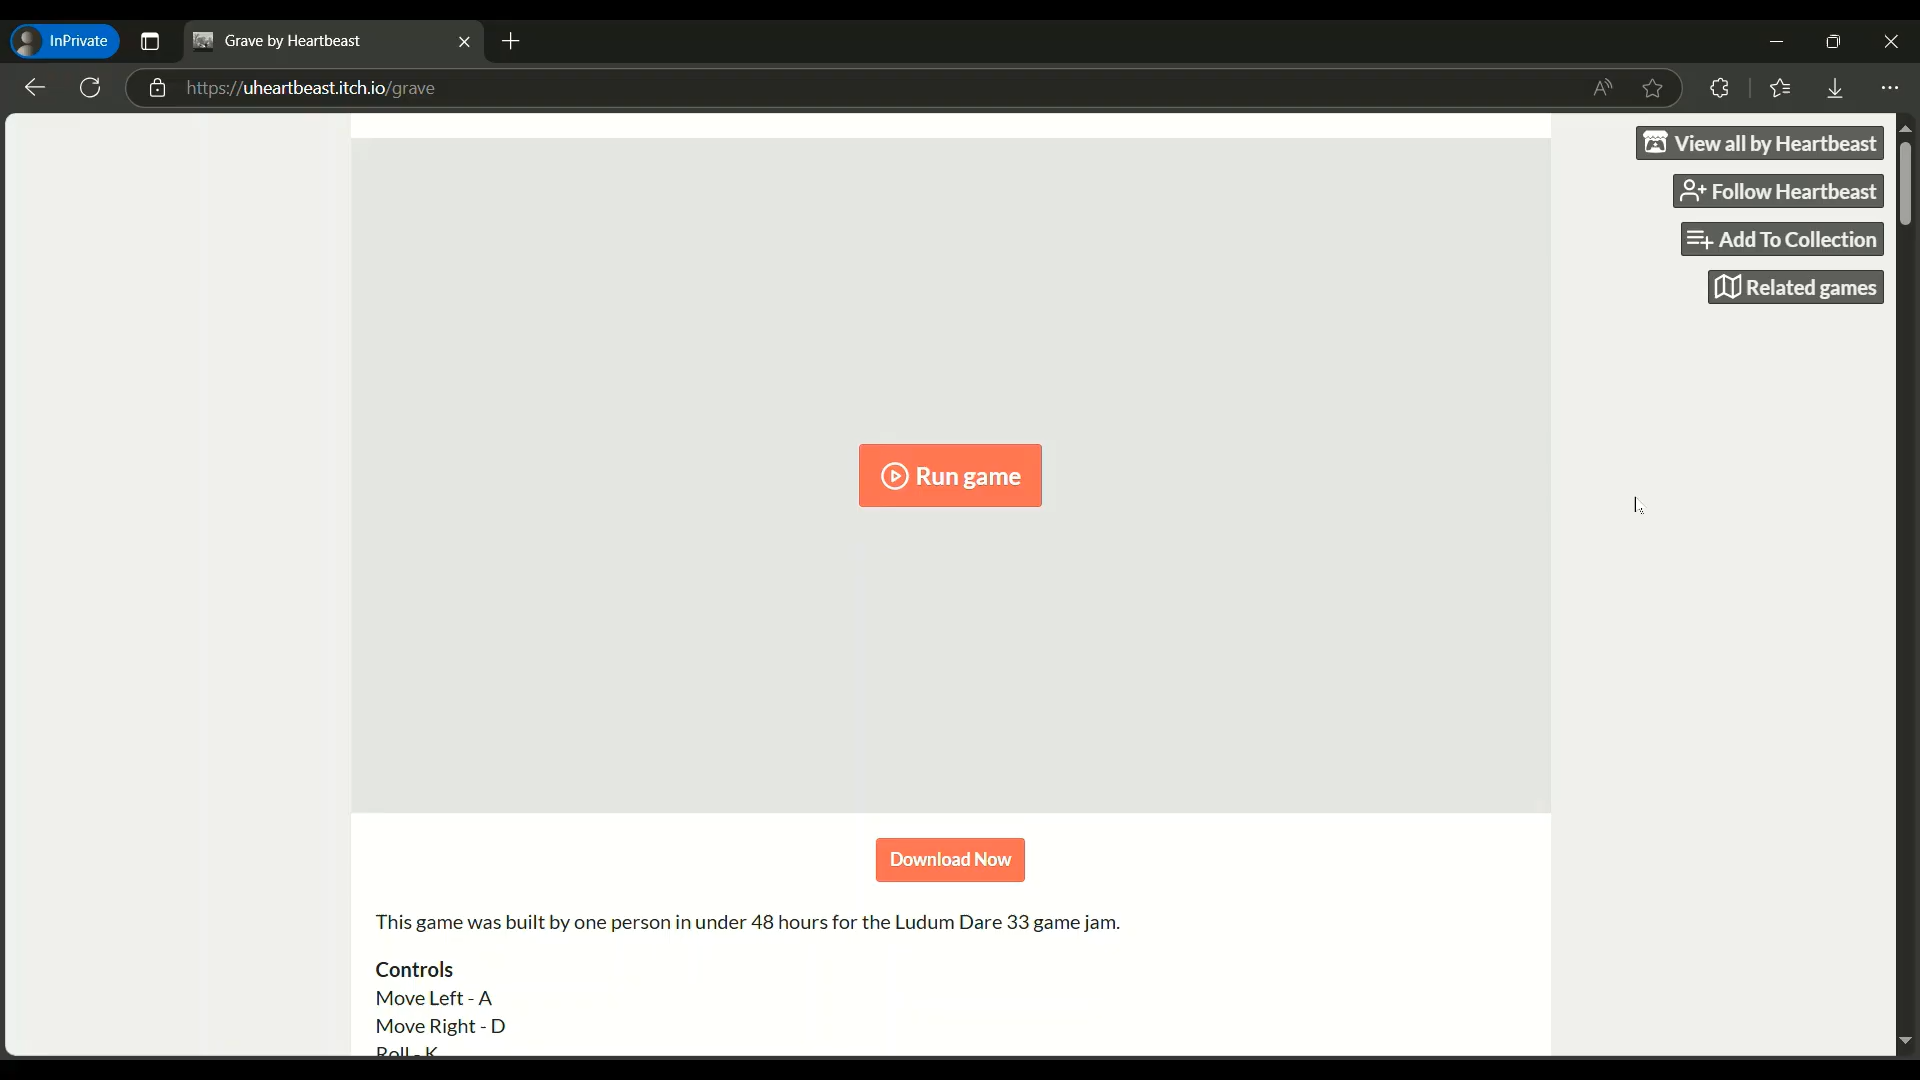 InPrivate
Grave by Heartbeast
https://uheartbeast.itch.io/grave
View all by Heartbeast
Follow Heartbeast
Add To Collection
Related games
Run game
Download Now
This game was built by one person in under 48 hours for the Ludum Dare 33 game jam.
Controls
Move Left - A
Move Right - D
Roll - K